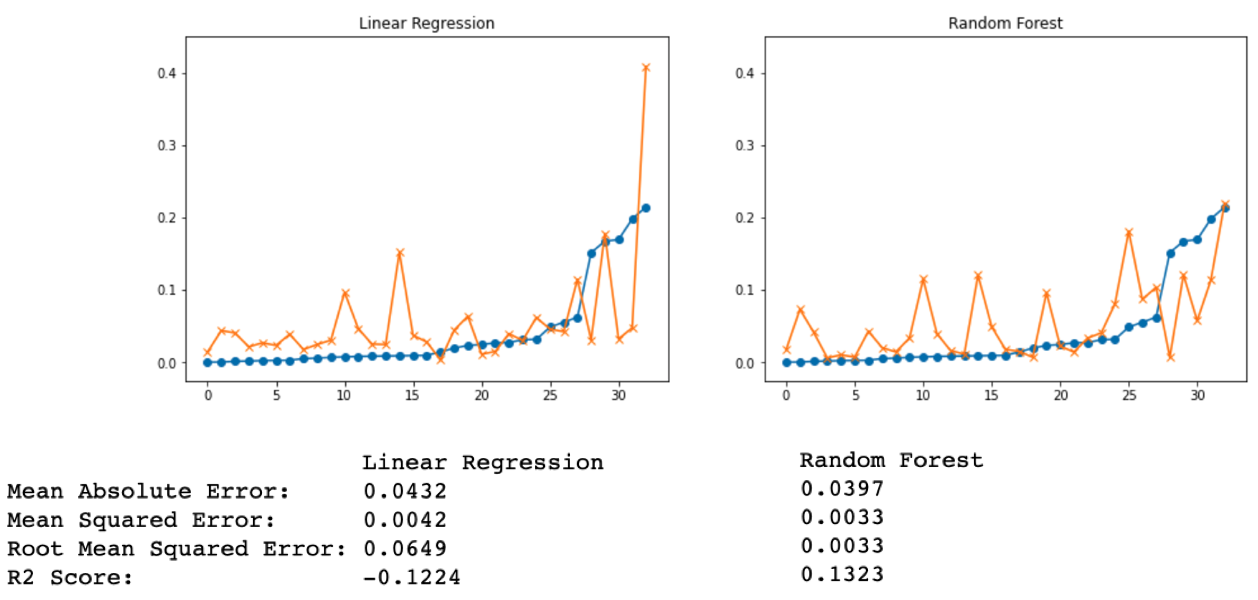 Linear Regression
Random Forest
0.4
0.3
0.2
0.1
0.0
0 5 10 15 20 25 30
0.4
0.3
0.2
0.1
0.0
0 5 10 15 20 25 30
Linear Regression Random Forest
Mean Absolute Error: 0.0432 0.0397
Mean Squared Error: 0.0042 0.0033
Root Mean Squared Error: 0.0649 0.0033
R2 Score: -0.1224 0.1323